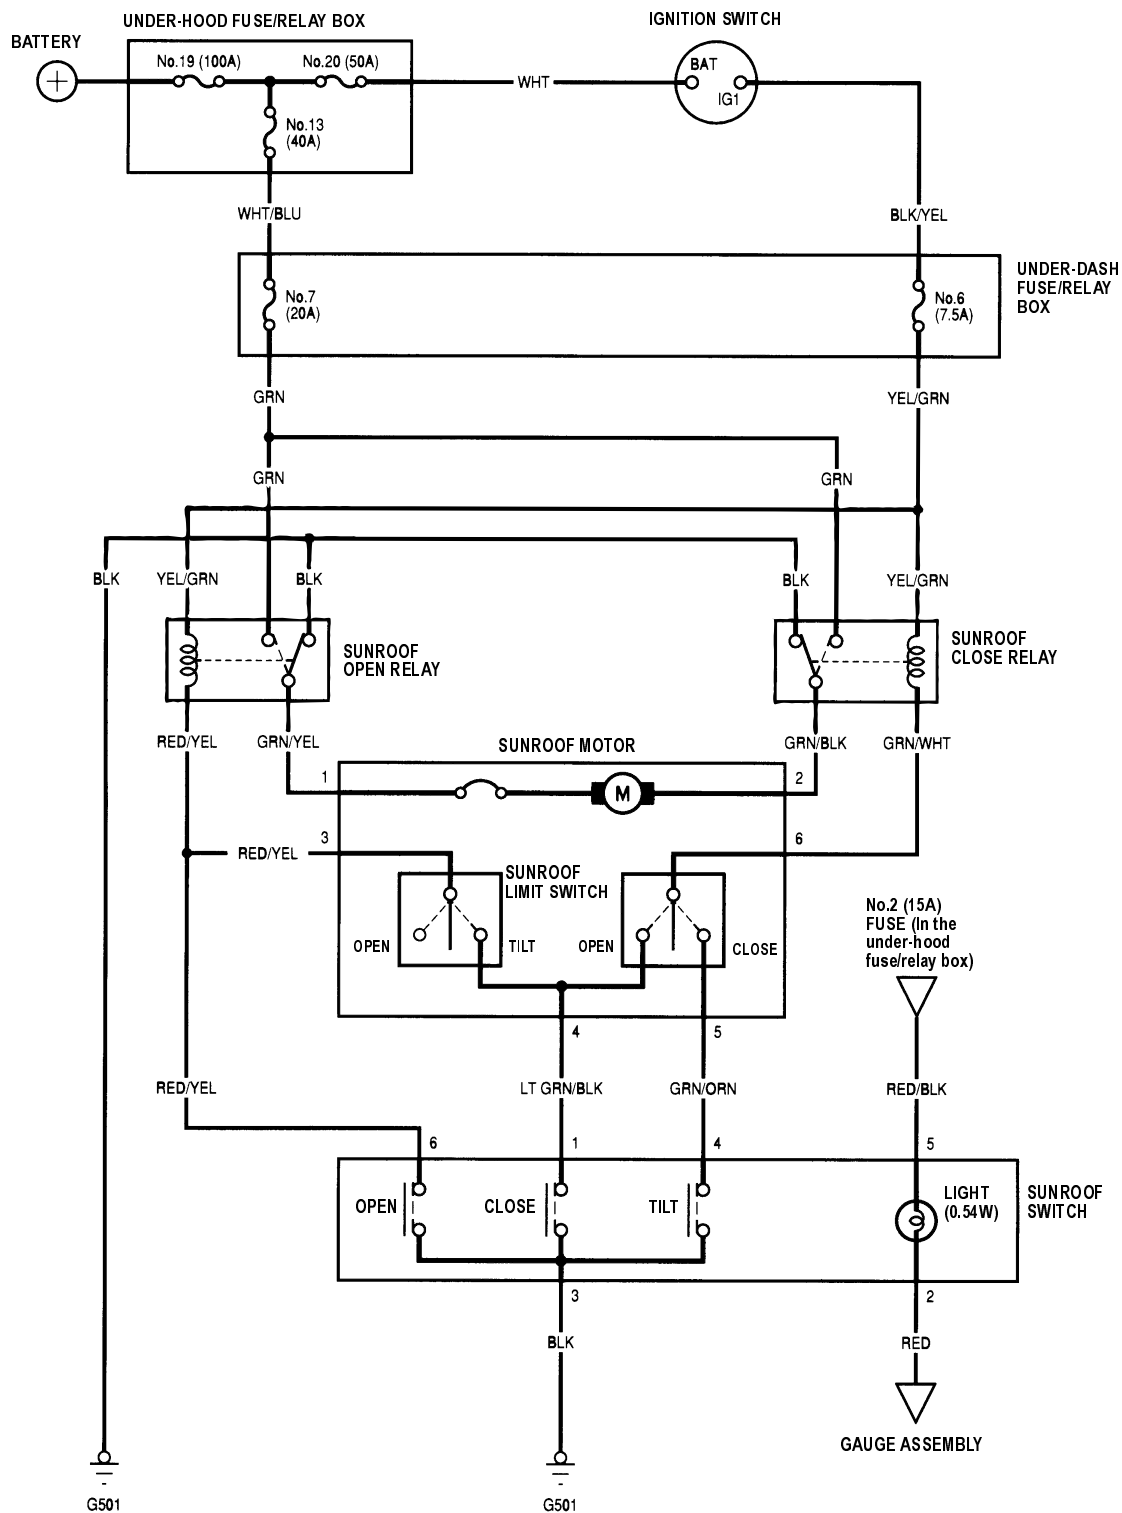 UNDER-HOOD FUSE/RELAY BOX
IGNITION SWITCH
BATTERY
No.19 (100A)
No.20 (50A)
BAT
WHT
IG1
No.13
(40A)
WHT/BLU
BLK/YEL
UNDER-DASH
FUSE/RELAY
BOX
No.7
(20A)
No.6
(7.5A)
GRN
YEL/GRN
GRN
GRN
BLK
YEL/GRN
BLK
BLK
YEL/GRN
SUNROOF
OPEN RELAY
SUNROOF
CLOSE RELAY
RED/YEL
GRN/YEL
SUNROOF MOTOR
GRN/BLK
GRN/WHT
1
2
M
3
6
RED/YEL
SUNROOF
LIMIT SWITCH
OPEN
TILT
OPEN
CLOSE
No.2 (15A)
FUSE (In the
under-hood
fuse/relay box)
4
5
RED/YEL
LT GRN/BLK
GRN/ORN
RED/BLK
6
1
4
5
OPEN
CLOSE
TILT
LIGHT
(0.54W)
SUNROOF
SWITCH
3
2
BLK
RED
GAUGE ASSEMBLY
G501
G501